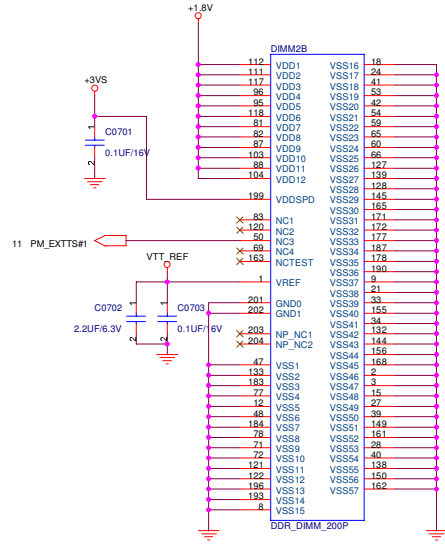 +1.8V
DIMM2B
+3VS
112 VDD1 VSS16 18
111 VDD2 VSS17 24
117 VDD3 VSS18 41
96 VDD4 VSS19 53
95 VDD5 VSS20 42
118 VDD6 VSS21 54
81 VDD7 VSS22 59
82 VDD8 VSS23 65
87 VDD9 VSS24 60
103 VDD10 VSS25 66
88 VDD11 VSS26 127
104 VDD12 VSS27 139
VSS28 128
199 VDDSPD VSS29 145
VSS30 165
83 NC1 VSS31 171
120 NC2 VSS32 172
50 NC3 VSS33 177
69 NC4 VSS34 187
163 NCTEST VSS35 178
VSS36 190
1 VREF VSS37 9
VSS38 21
201 GND0 VSS39 33
202 GND1 VSS40 155
VSS41 34
203 NP_NC1 VSS42 132
204 NP_NC2 VSS43 144
VSS44 156
47 VSS1 VSS45 168
133 VSS2 VSS46 2
183 VSS3 VSS47 3
77 VSS4 VSS48 15
12 VSS5 VSS49 27
48 VSS6 VSS50 39
184 VSS7 VSS51 149
78 VSS8 VSS52 161
71 VSS9 VSS53 28
72 VSS10 VSS54 40
121 VSS11 VSS55 138
122 VSS12 VSS56 150
196 VSS13 VSS57 162
193 VSS14
8 VSS15
DDR_DIMM_200P
1
C0701
0.1UF/16V
2
11 PM_EXTTS#1
VTT_REF
1 1
C0702 C0703
2.2UF/6.3V 0.1UF/16V
2 2